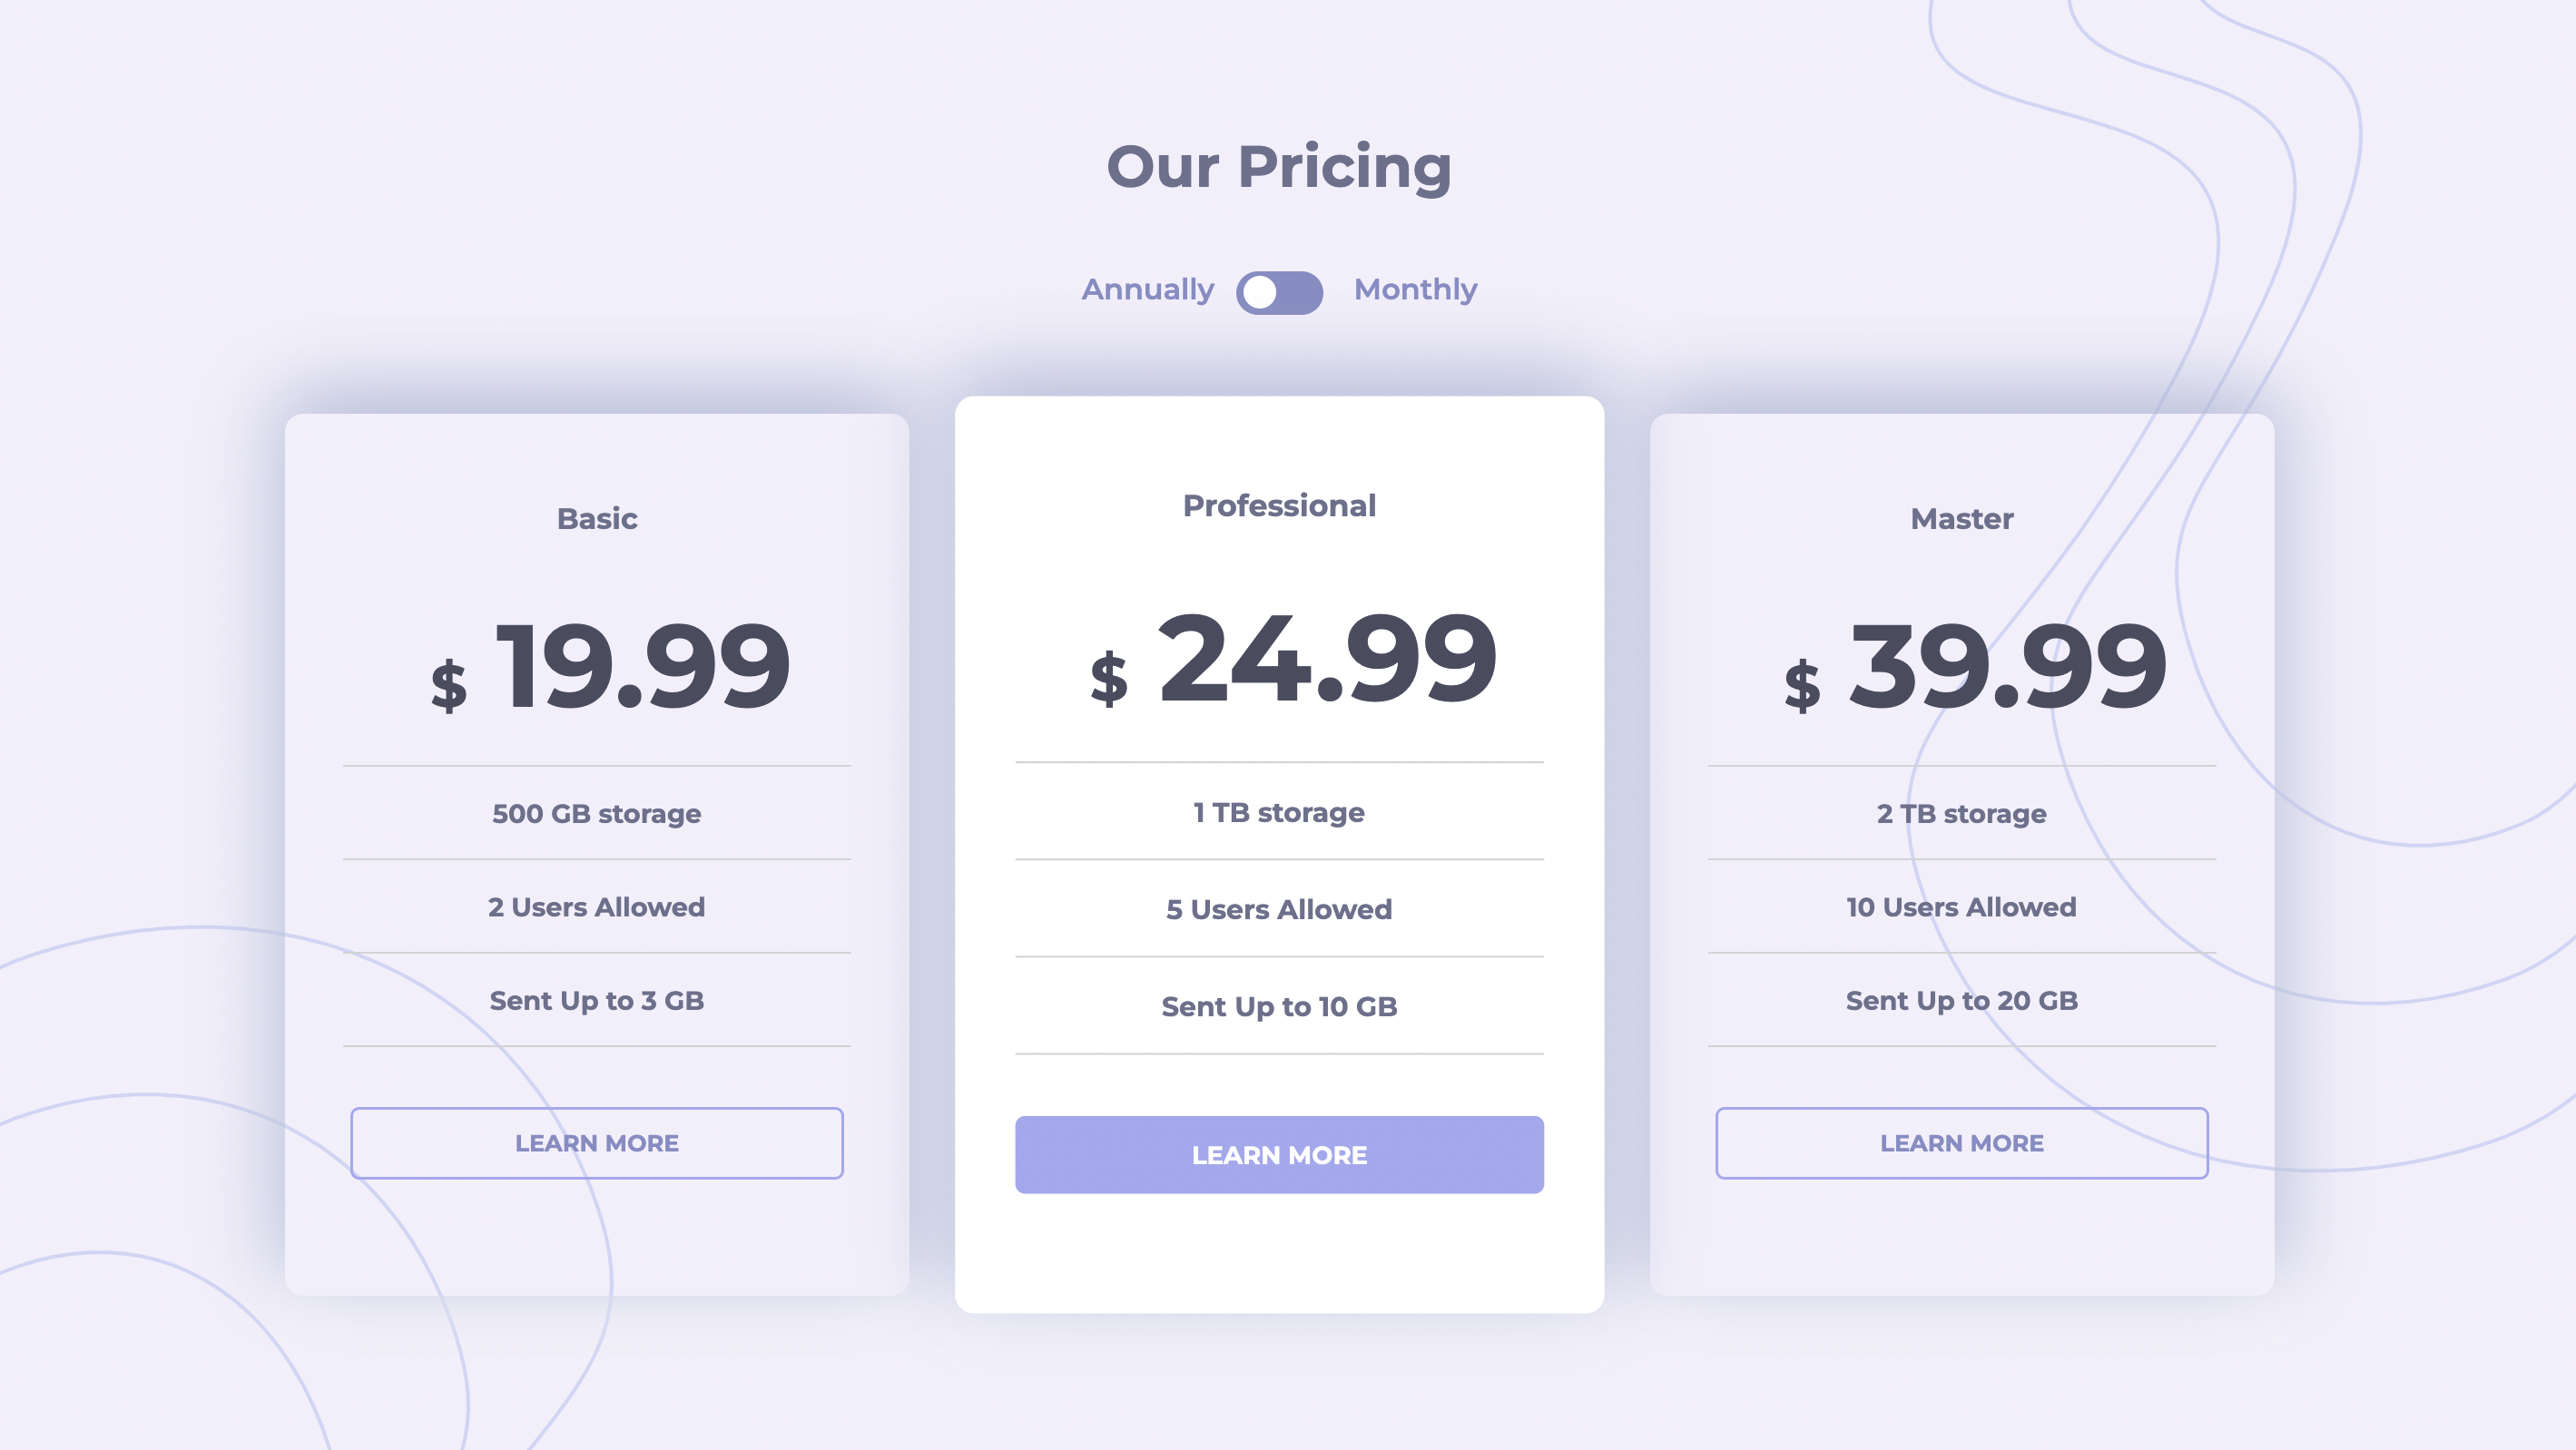 Our Pricing
Annually Monthly
Basic
$ 19.99
500 GB storage
2 Users Allowed
Sent Up to 3 GB
LEARN MORE
Professional
$ 24.99
1 TB storage
5 Users Allowed
Sent Up to 10 GB
LEARN MORE
Master
$ 39.99
2 TB storage
10 Users Allowed
Sent Up to 20 GB
LEARN MORE